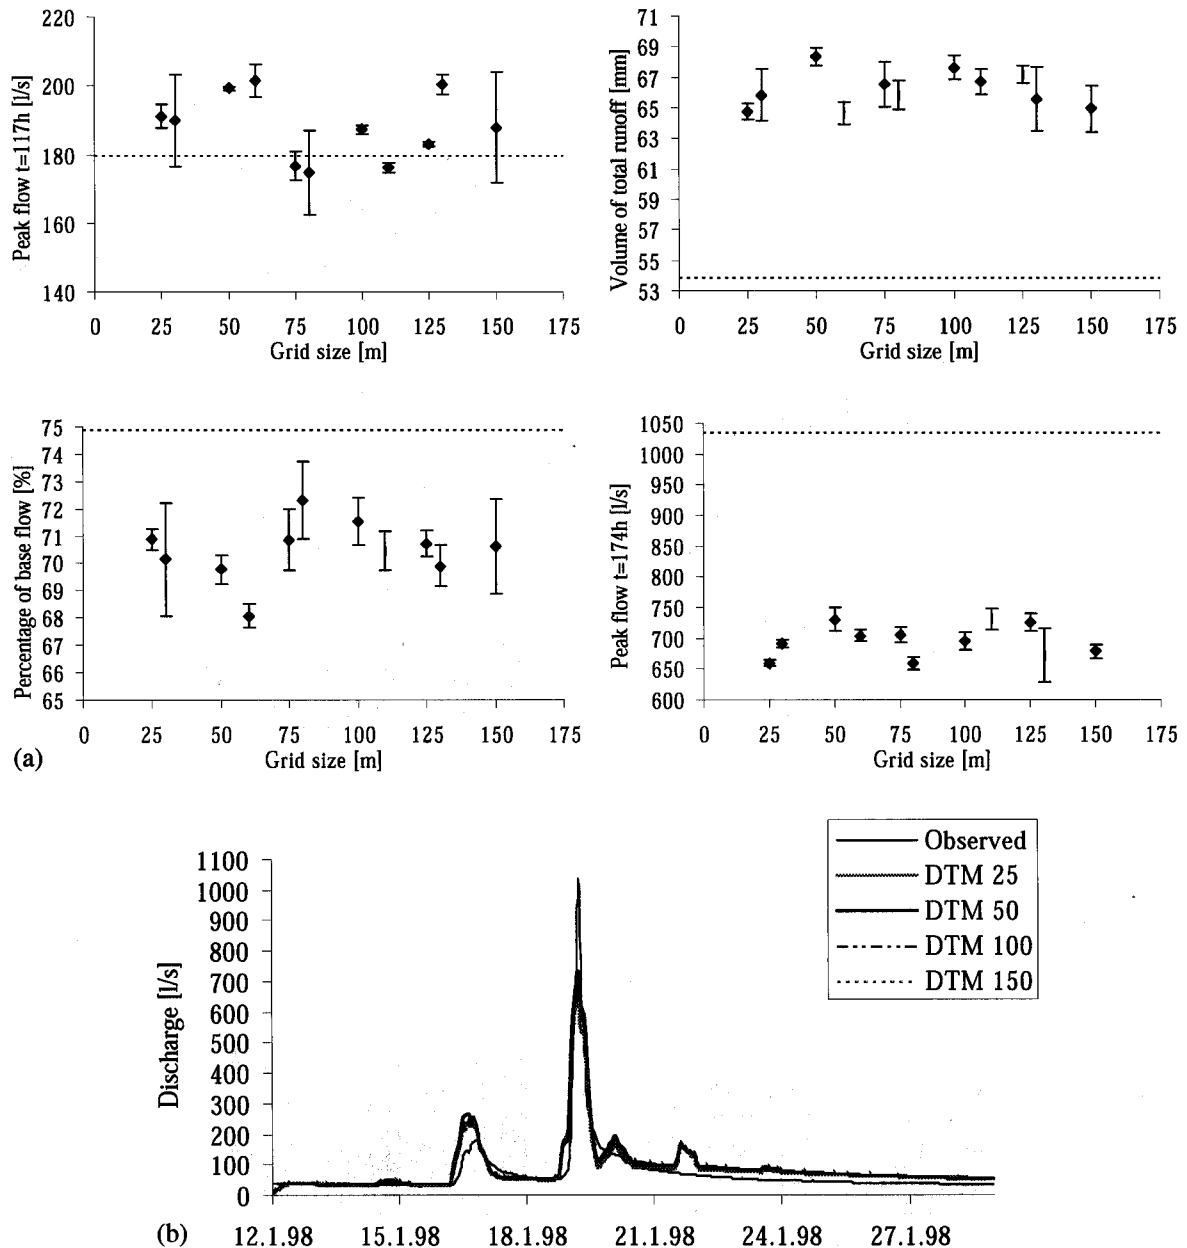 220
200
180
160
140
Peak flow t=117h [l/s]
0 25 50 75 100 125 150 175
Grid size [m]
71
69
67
65
63
61
59
57
54
53
Volume of total runoff [mm]
0 25 50 75 100 125 150 175
Grid size [m]
75
74
73
72
71
70
69
68
67
66
65
Percentage of base flow [%]
0 25 50 75 100 125 150 175
Grid size [m]
1050
1000
950
900
850
800
750
700
650
600
Peak flow t=174h [l/s]
0 25 50 75 100 125 150 175
Grid size [m]
(a)
Observed
DTM 25
DTM 50
DTM 100
DTM 150
1100
1000
900
800
700
600
500
400
300
200
100
0
Discharge [l/s]
12.1.98 15.1.98 18.1.98 21.1.98 24.1.98 27.1.98
(b)